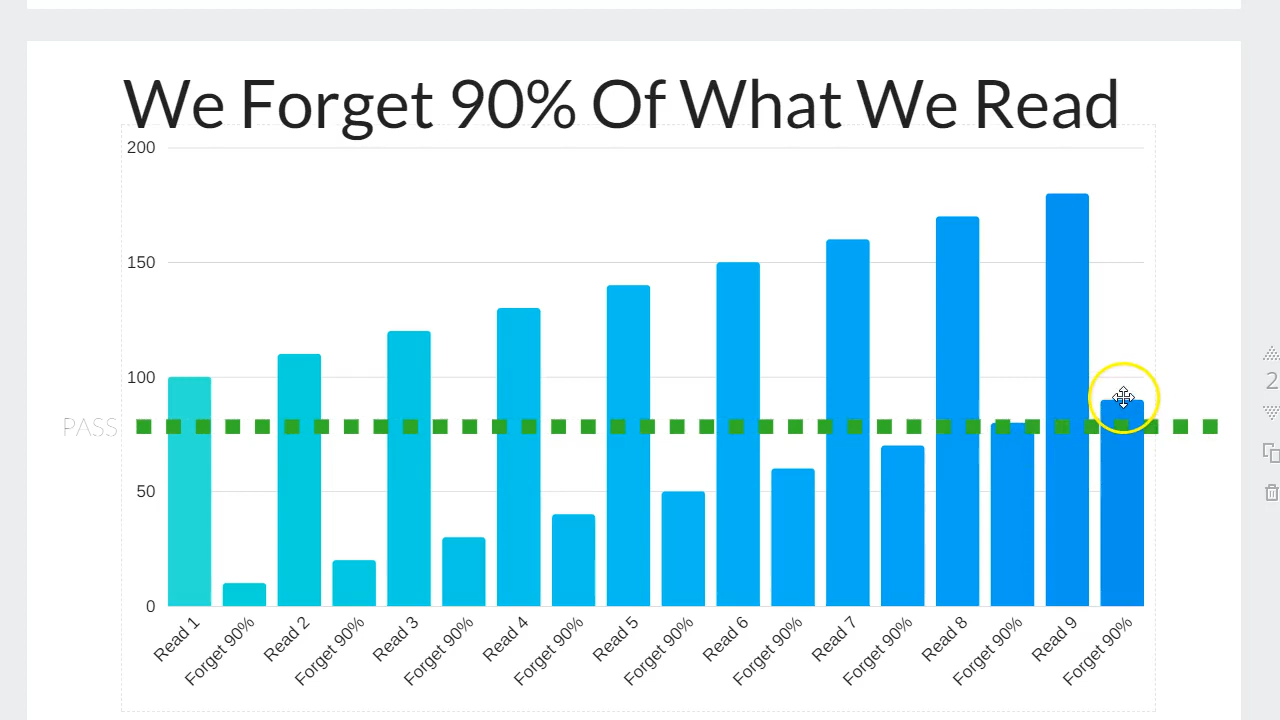 We Forget 90% Of What We Read
200
150
100
PASS
50
0
Read 1
Forget 90%
Read 2
Forget 90%
Read 3
Forget 90%
Read 4
Forget 90%
Read 5
Forget 90%
Read 6
Forget 90%
Read 7
Forget 90%
Read 8
Forget 90%
Read 9
Forget 90%
2